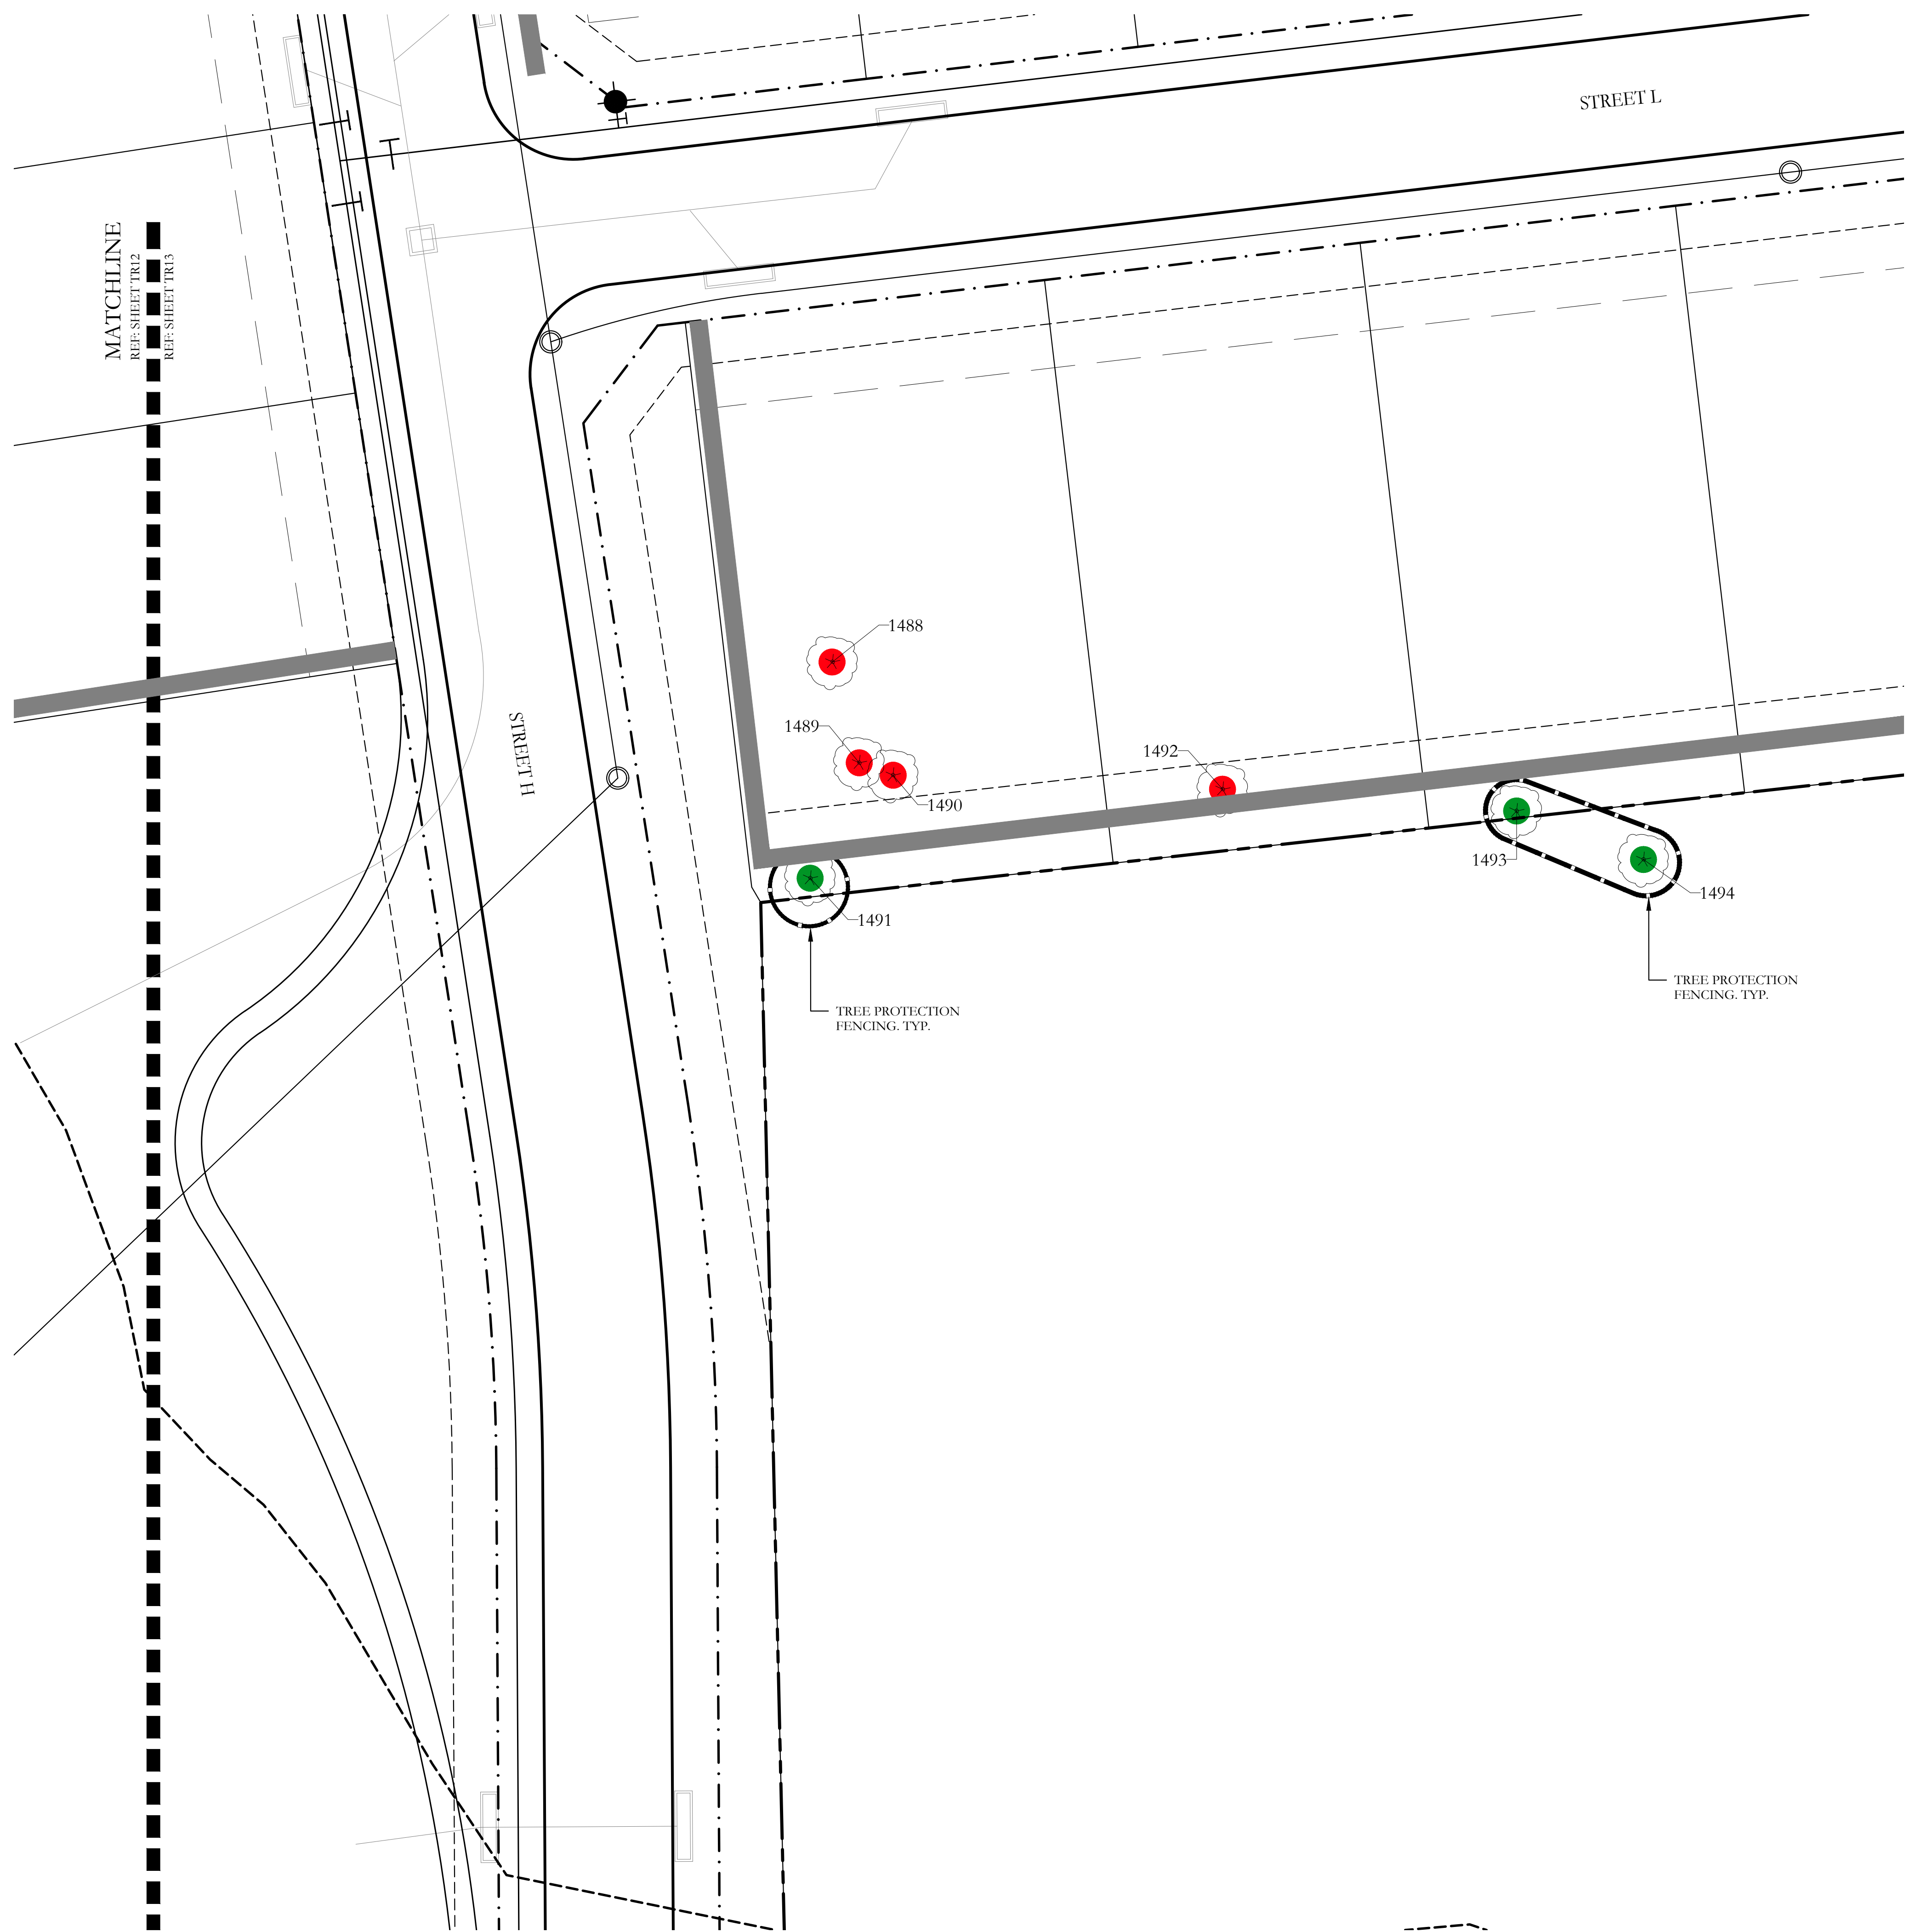 STREET L
MATCHLINE
REF: SHEET TR12
REF: SHEET TR13
1488
STREET H
1489
1490
1492
1493
1494
1491
TREE PROTECTION
FENCING. TYP.
TREE PROTECTION
FENCING. TYP.